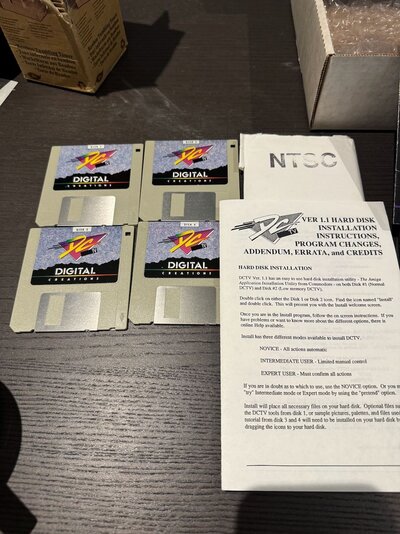 DISK 1
DC
DIGITAL
CREATIONS
DC
DIGITAL
CREATIONS
DC
DIGITAL
CREATIONS
DC
DIGITAL
CREATIONS
NTSC
DC
VER 1.1 HARD DISK
INSTALLATION
INSTRUCTIONS,
PROGRAM CHANGES,
ADDENDUM, ERRATA, and CREDITS
HARD DISK INSTALLATION
DCTV Ver. 1.1 has an easy to use hard disk installation utility - The Amiga
Application Installation Utility from Commodore - on both Disk #1 (Normal
DCTV) and Disk #2 (Low memory DCTV).
Double click on either the Disk 1 or Disk 2 icon. Find the icon named "Install"
and double click. This will present you with the Install welcome screen.
Once you are in the Install program, follow the on screen instructions. If you
have problems or want to know more about the different options, there is
online Help available.
Install has three different modes available to install DCTV.
NOVICE - All actions automatic
INTERMEDIATE USER - Limited manual control
EXPERT USER - Must confirm all actions
If you are in doubt as to which to use, use the NOVICE option. Or you m
"try" Intermediate mode or Expert mode by using the "pretend" option.
Install will place all necessary files on your hard disk. Optional files su
the DCTV tools from disk 1, or sample pictures, palettes, and files used
tutorial from disk 3 and 4 will need to be installed on your hard disk b
dragging the icons to your hard disk.